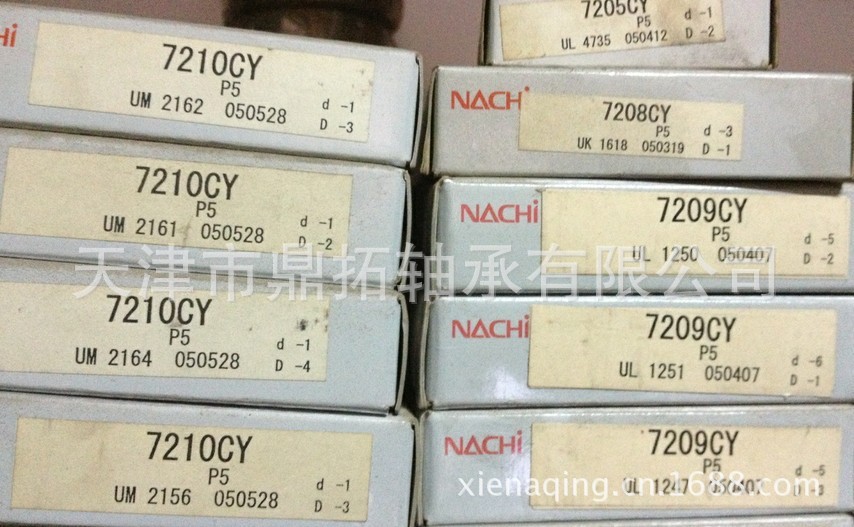 NACHi
7210CY
P5
UM 2162 050528
d -1
D -3
7210CY
P5
UM 2161 050528
d -1
D -2
7210CY
P5
UM 2164 050528
d -1
D -4
7210CY
P5
UM 2156 050528
d -1
D -3
7205CY
P5
UL 4735 050412
d -1
D -2
NACHi
7208CY
P5
UK 1618 050319
d -3
D -1
NACHi
7209CY
P5
UL 1250 050407
d -5
D -2
NACHi
7209CY
P5
UL 1251 050407
d -6
D -1
NACHi
7209CY
P5
UL 1247 050407
d -5
D -3
天津市鼎拓轴承有限公司
xienaqing.cn.1688.com